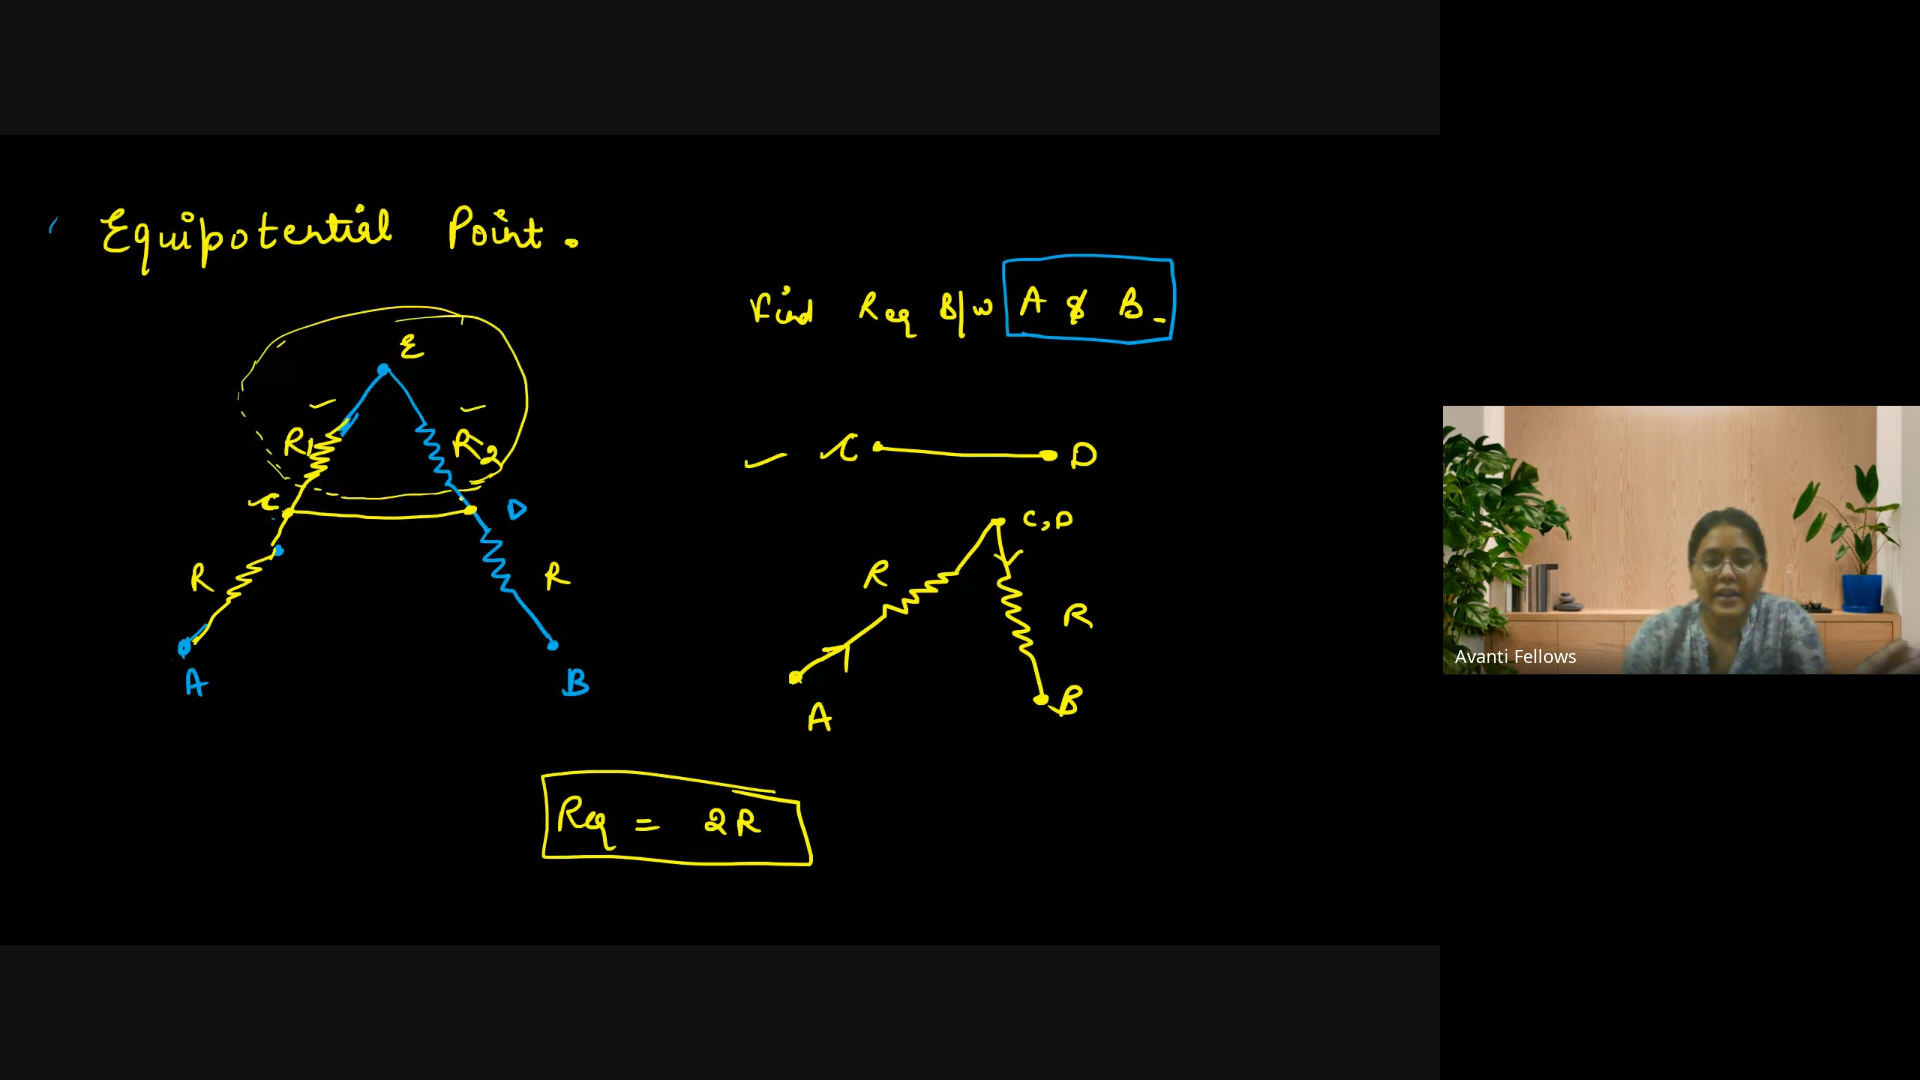 Equipotential Point.
Find Req B/w A & B.
E
R1
R2
C
D
R
R
A
B
C
D
C, D
R
R
A
B
Req = 2R
Avanti Fellows